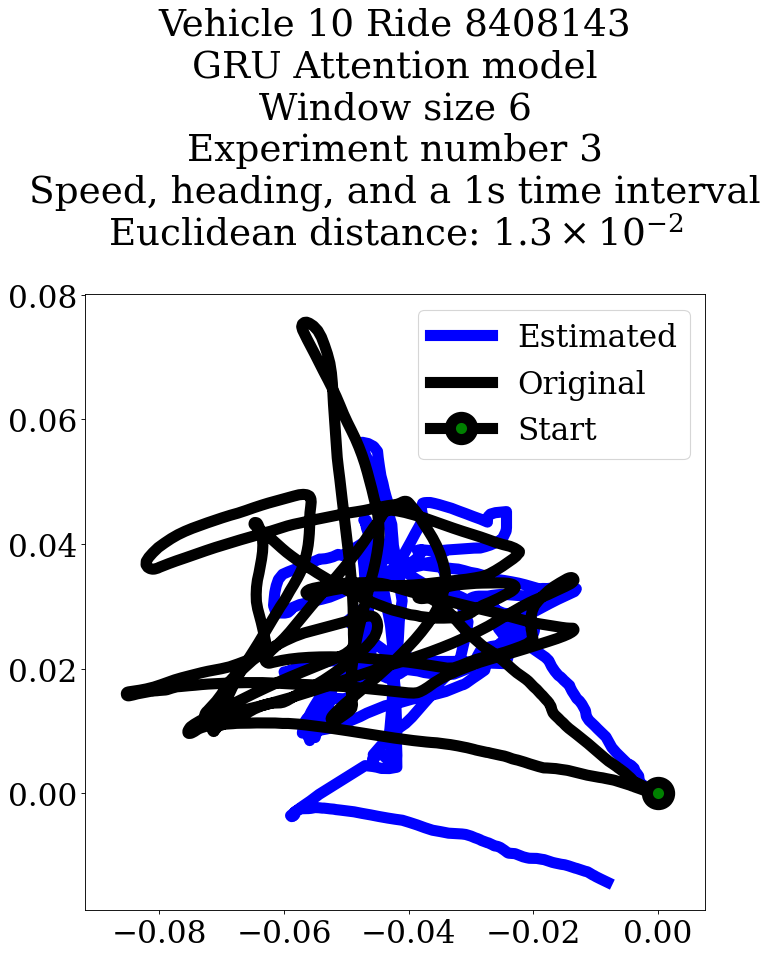 Vehicle 10 Ride 8408143
GRU Attention model
Window size 6
Experiment number 3
Speed, heading, and a 1s time interval
Euclidean distance: 1.3 × 10⁻²
0.08
0.06
0.04
0.02
0.00
Estimated
Original
Start
−0.08 −0.06 −0.04 −0.02 0.00